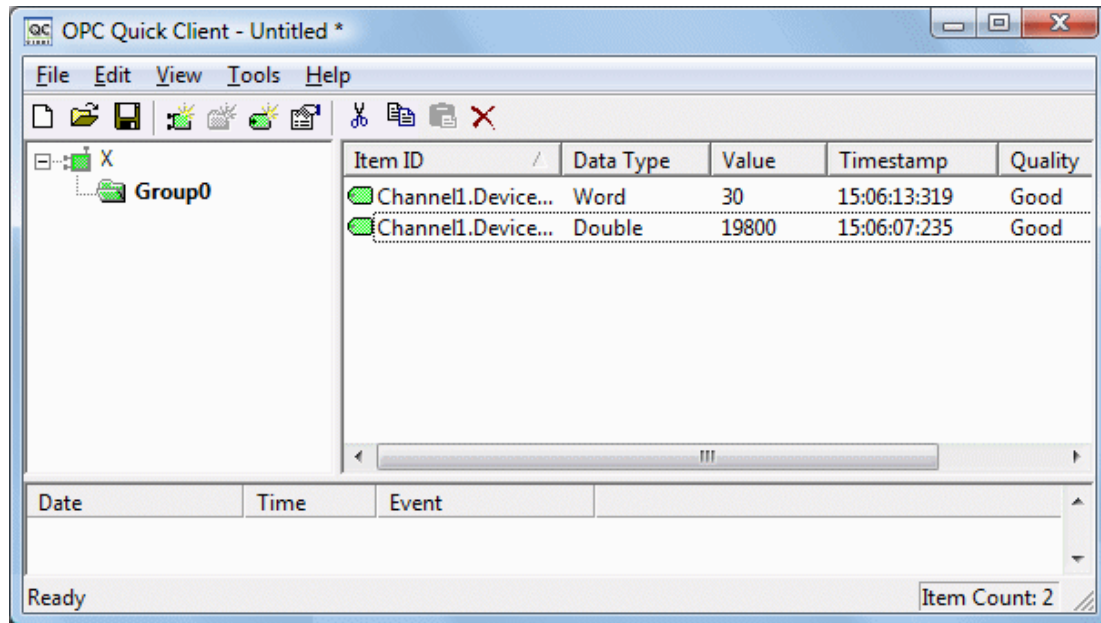 OPC Quick Client - Untitled *
File Edit View Tools Help
X
Group0
Item ID Data Type Value Timestamp Quality
Channel1.Device... Word 30 15:06:13:319 Good
Channel1.Device... Double 19800 15:06:07:235 Good
Date Time Event
Ready Item Count: 2